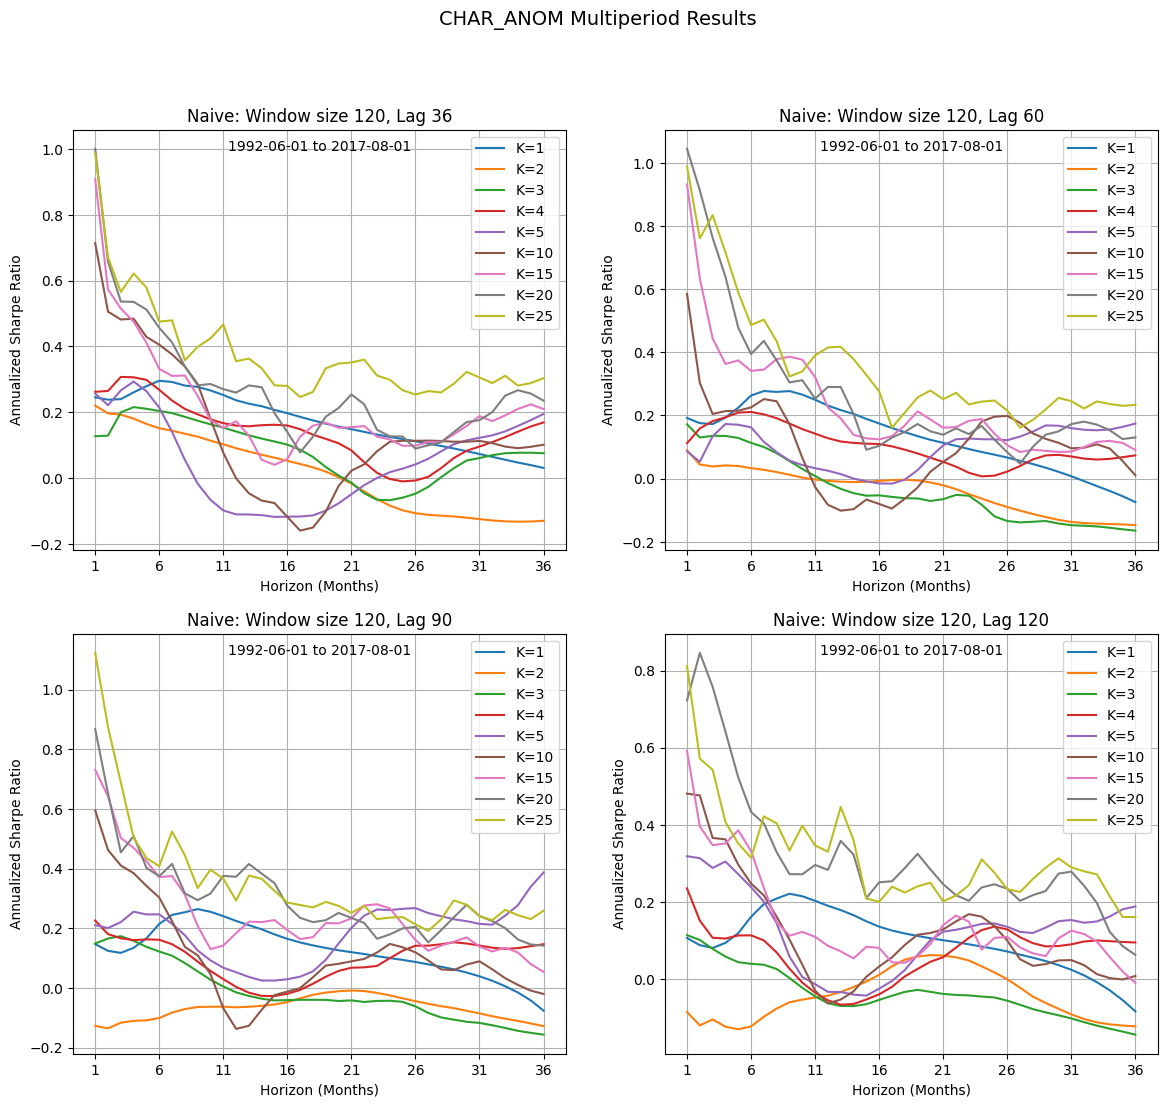 CHAR_ANOM Multiperiod Results
Naive: Window size 120, Lag 36
1992-06-01 to 2017-08-01
K=1
K=2
K=3
K=4
K=5
K=10
K=15
K=20
K=25
1.0
0.8
0.6
0.4
0.2
0.0
−0.2
Annualized Sharpe Ratio
1 6 11 16 21 26 31 36
Horizon (Months)
Naive: Window size 120, Lag 60
1992-06-01 to 2017-08-01
K=1
K=2
K=3
K=4
K=5
K=10
K=15
K=20
K=25
1.0
0.8
0.6
0.4
0.2
0.0
−0.2
Annualized Sharpe Ratio
1 6 11 16 21 26 31 36
Horizon (Months)
Naive: Window size 120, Lag 90
1992-06-01 to 2017-08-01
K=1
K=2
K=3
K=4
K=5
K=10
K=15
K=20
K=25
1.0
0.8
0.6
0.4
0.2
0.0
−0.2
Annualized Sharpe Ratio
1 6 11 16 21 26 31 36
Horizon (Months)
Naive: Window size 120, Lag 120
1992-06-01 to 2017-08-01
K=1
K=2
K=3
K=4
K=5
K=10
K=15
K=20
K=25
0.8
0.6
0.4
0.2
0.0
Annualized Sharpe Ratio
1 6 11 16 21 26 31 36
Horizon (Months)